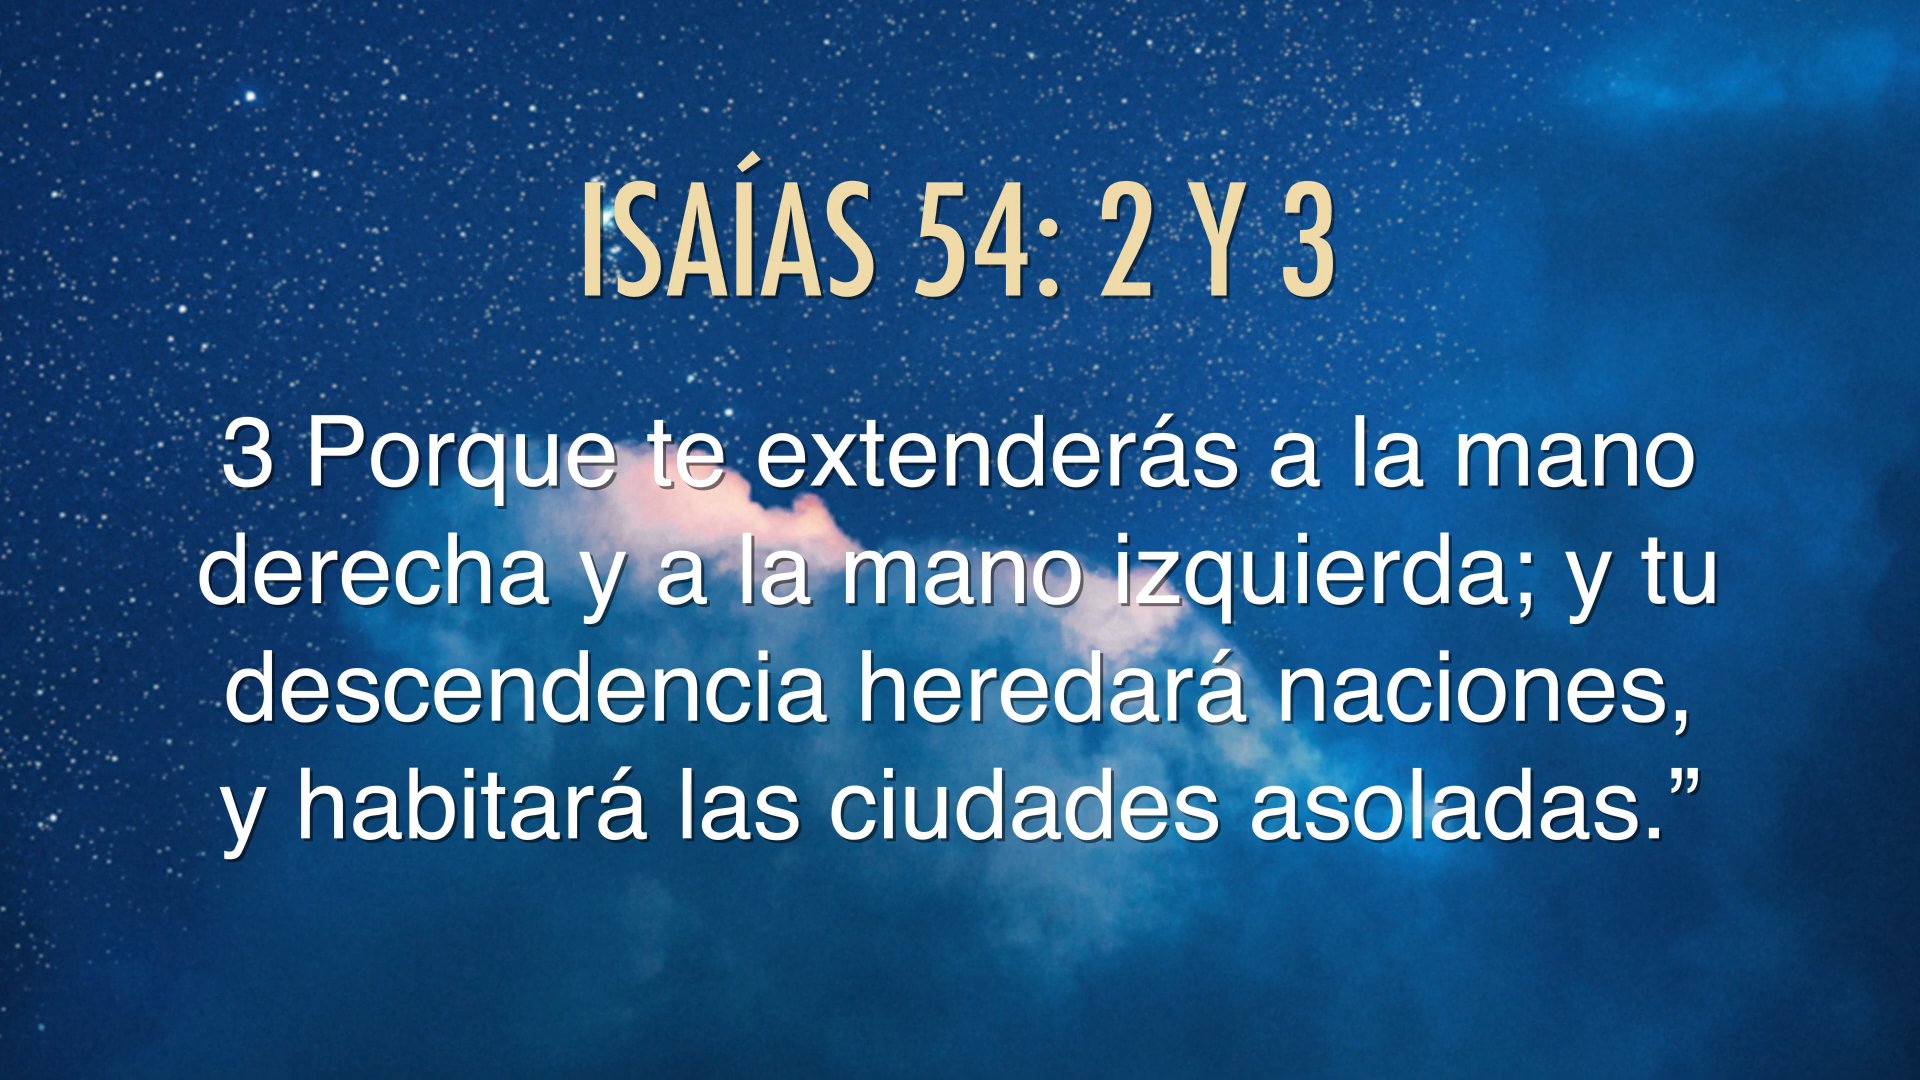 ISAÍAS 54: 2 Y 3
3 Porque te extenderás a la mano
derecha y a la mano izquierda; y tu
descendencia heredará naciones,
y habitará las ciudades asoladas.”